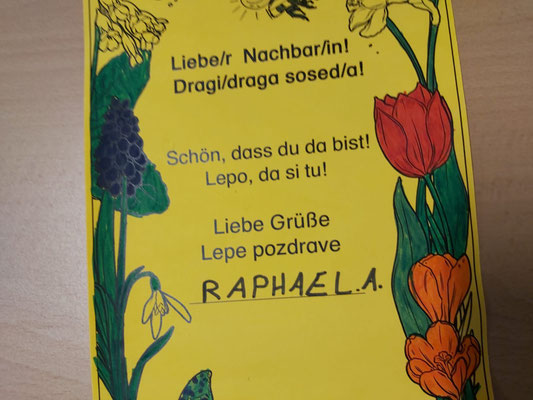 Liebe/r Nachbar/in!
Dragi/draga sosed/a!
Schön, dass du da bist!
Lepo, da si tu!
Liebe Grüße
Lepe pozdrave
RAPHAEL.A.